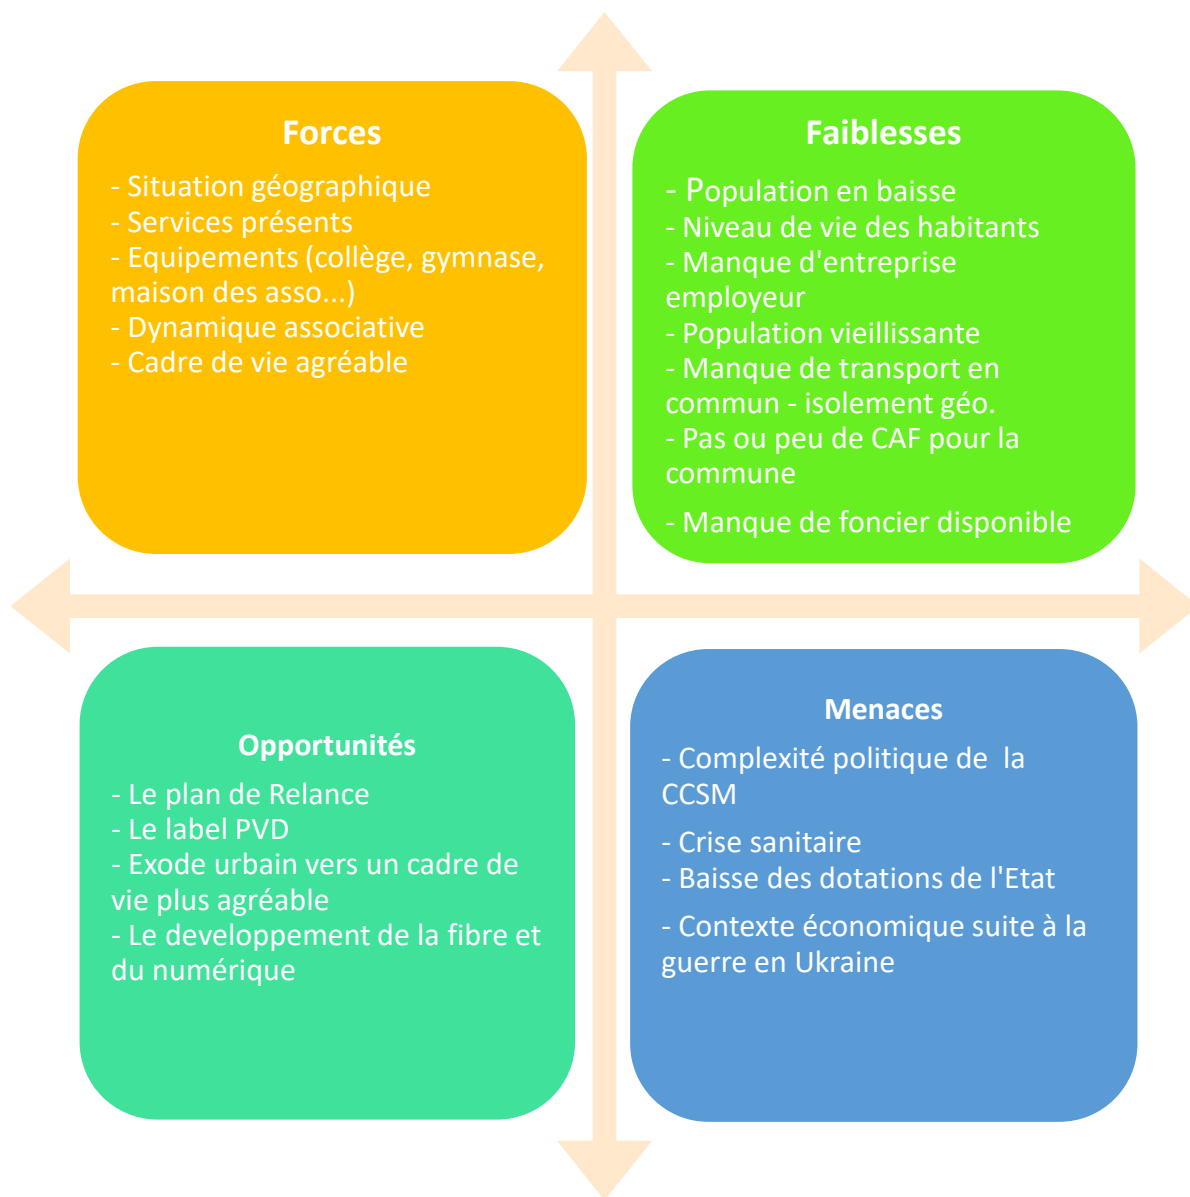 Forces
- Situation géographique
- Services présents
- Equipements (collège, gymnase,
maison des asso...)
- Dynamique associative
- Cadre de vie agréable
Faiblesses
- Population en baisse
- Niveau de vie des habitants
- Manque d'entreprise
employeur
- Population vieillissante
- Manque de transport en
commun - isolement géo.
- Pas ou peu de CAF pour la
commune
- Manque de foncier disponible
Opportunités
- Le plan de Relance
- Le label PVD
- Exode urbain vers un cadre de
vie plus agréable
- Le developpement de la fibre et
du numérique
Menaces
- Complexité politique de  la
CCSM
- Crise sanitaire
- Baisse des dotations de l'Etat
- Contexte économique suite à la
guerre en Ukraine